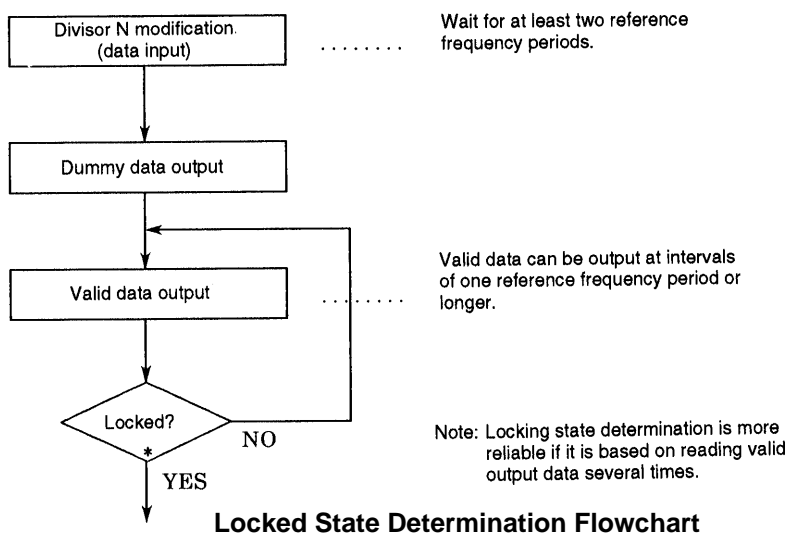 Divisor N modification.
(data input)
. . . . . . . .
Wait for at least two reference
frequency periods.
Dummy data output
Valid data output
. . . . . . . .
Valid data can be output at intervals
of one reference frequency period or
longer.
Locked?
*
NO
YES
Note: Locking state determination is more
reliable if it is based on reading valid
output data several times.
Locked State Determination Flowchart